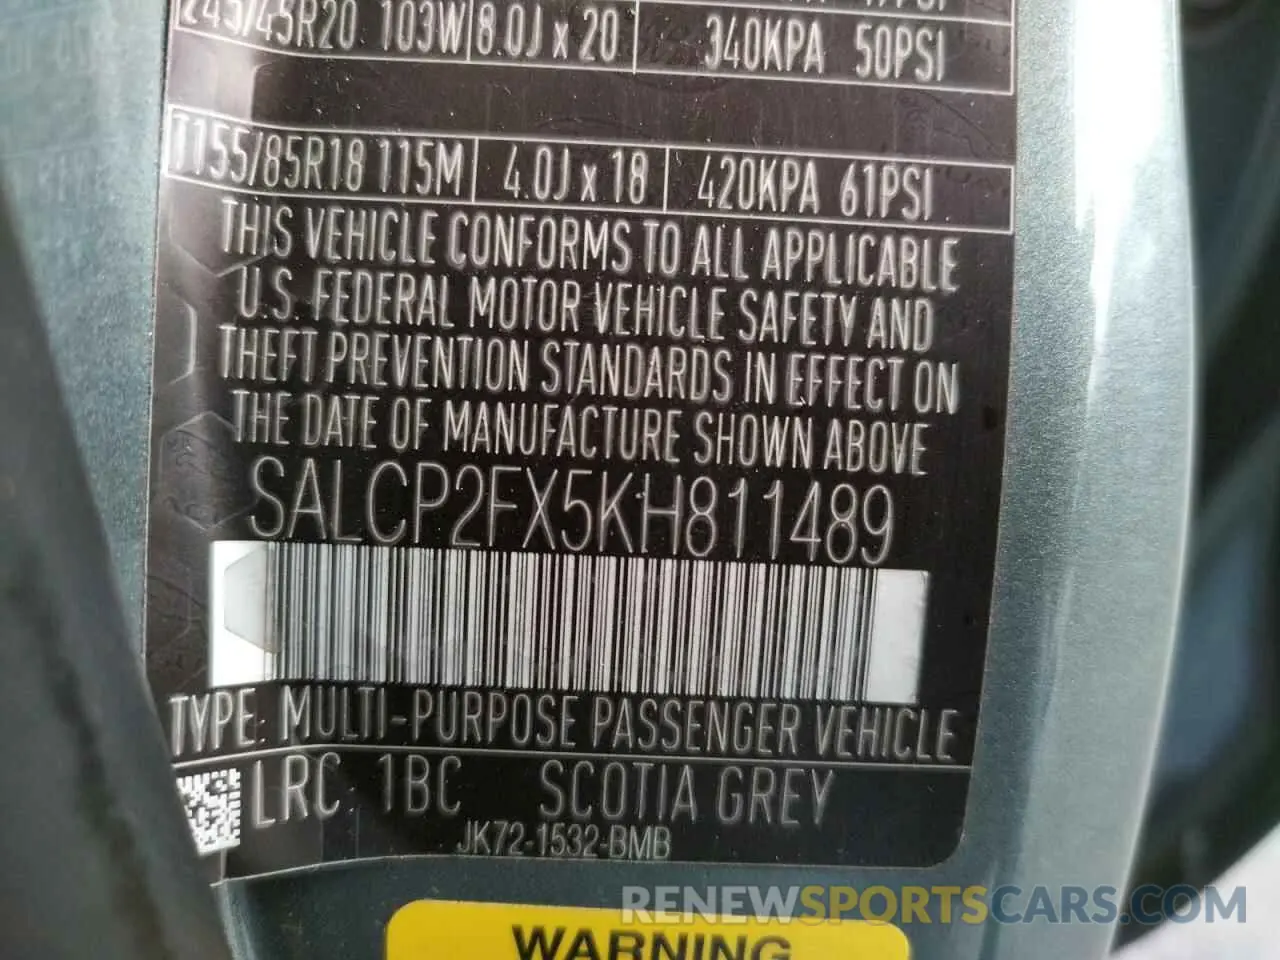 245/45R20 103W 8.0J x 20 340KPA 50PSI
T155/85R18 115M 4.0J x 18 420KPA 61PSI
THIS VEHICLE CONFORMS TO ALL APPLICABLE
U.S. FEDERAL MOTOR VEHICLE SAFETY AND
THEFT PREVENTION STANDARDS IN EFFECT ON
THE DATE OF MANUFACTURE SHOWN ABOVE
SALCP2FX5KH811489
TYPE: MULTI-PURPOSE PASSENGER VEHICLE
LRC: 1BC SCOTIA GREY
JK72-1532-BMB
RENEWSPORTSCARS.COM
WARNING